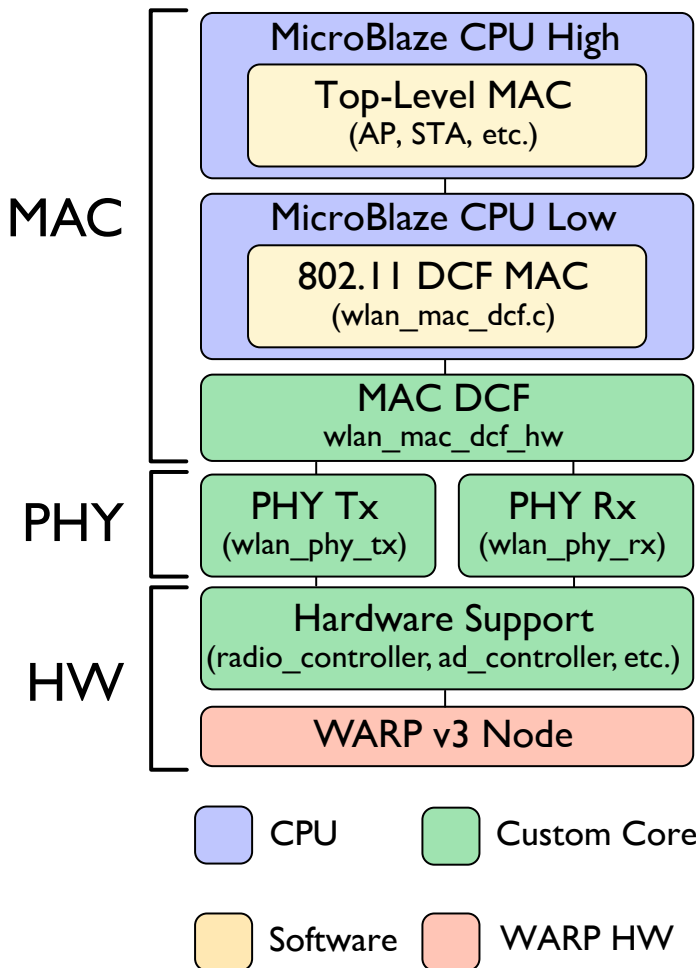 MicroBlaze CPU High
Top-Level MAC
(AP, STA, etc.)
MAC
MicroBlaze CPU Low
802.11 DCF MAC
(wlan_mac_dcf.c)
MAC DCF
wlan_mac_dcf_hw
PHY
PHY Tx
(wlan_phy_tx)
PHY Rx
(wlan_phy_rx)
HW
Hardware Support
(radio_controller, ad_controller, etc.)
WARP v3 Node
CPU
Custom Core
Software
WARP HW